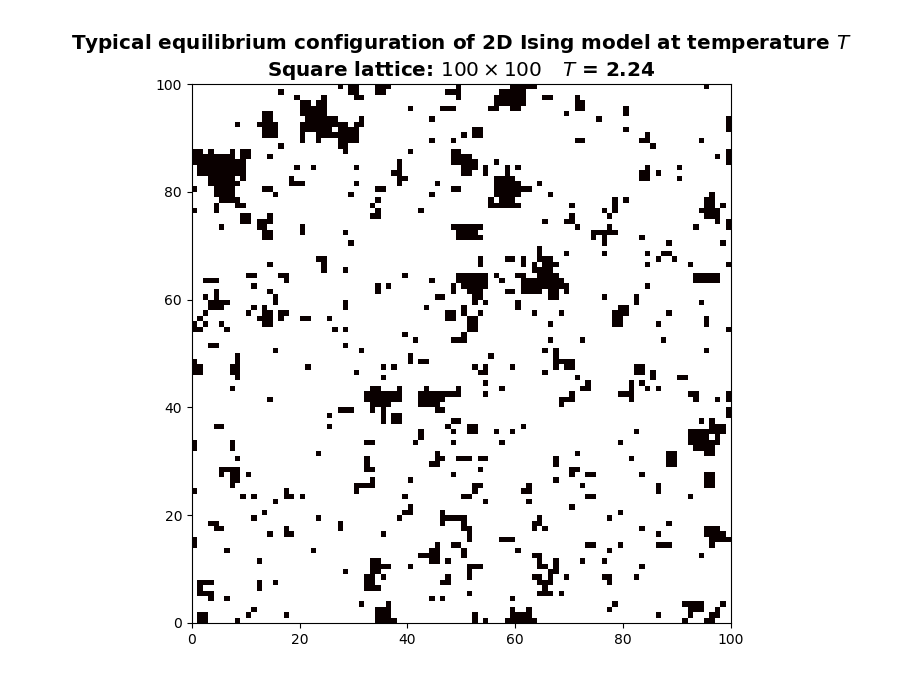 Typical equilibrium configuration of 2D Ising model at temperature T
Square lattice: 100 × 100 T = 2.24
100
80
60
40
20
0
0 20 40 60 80 100